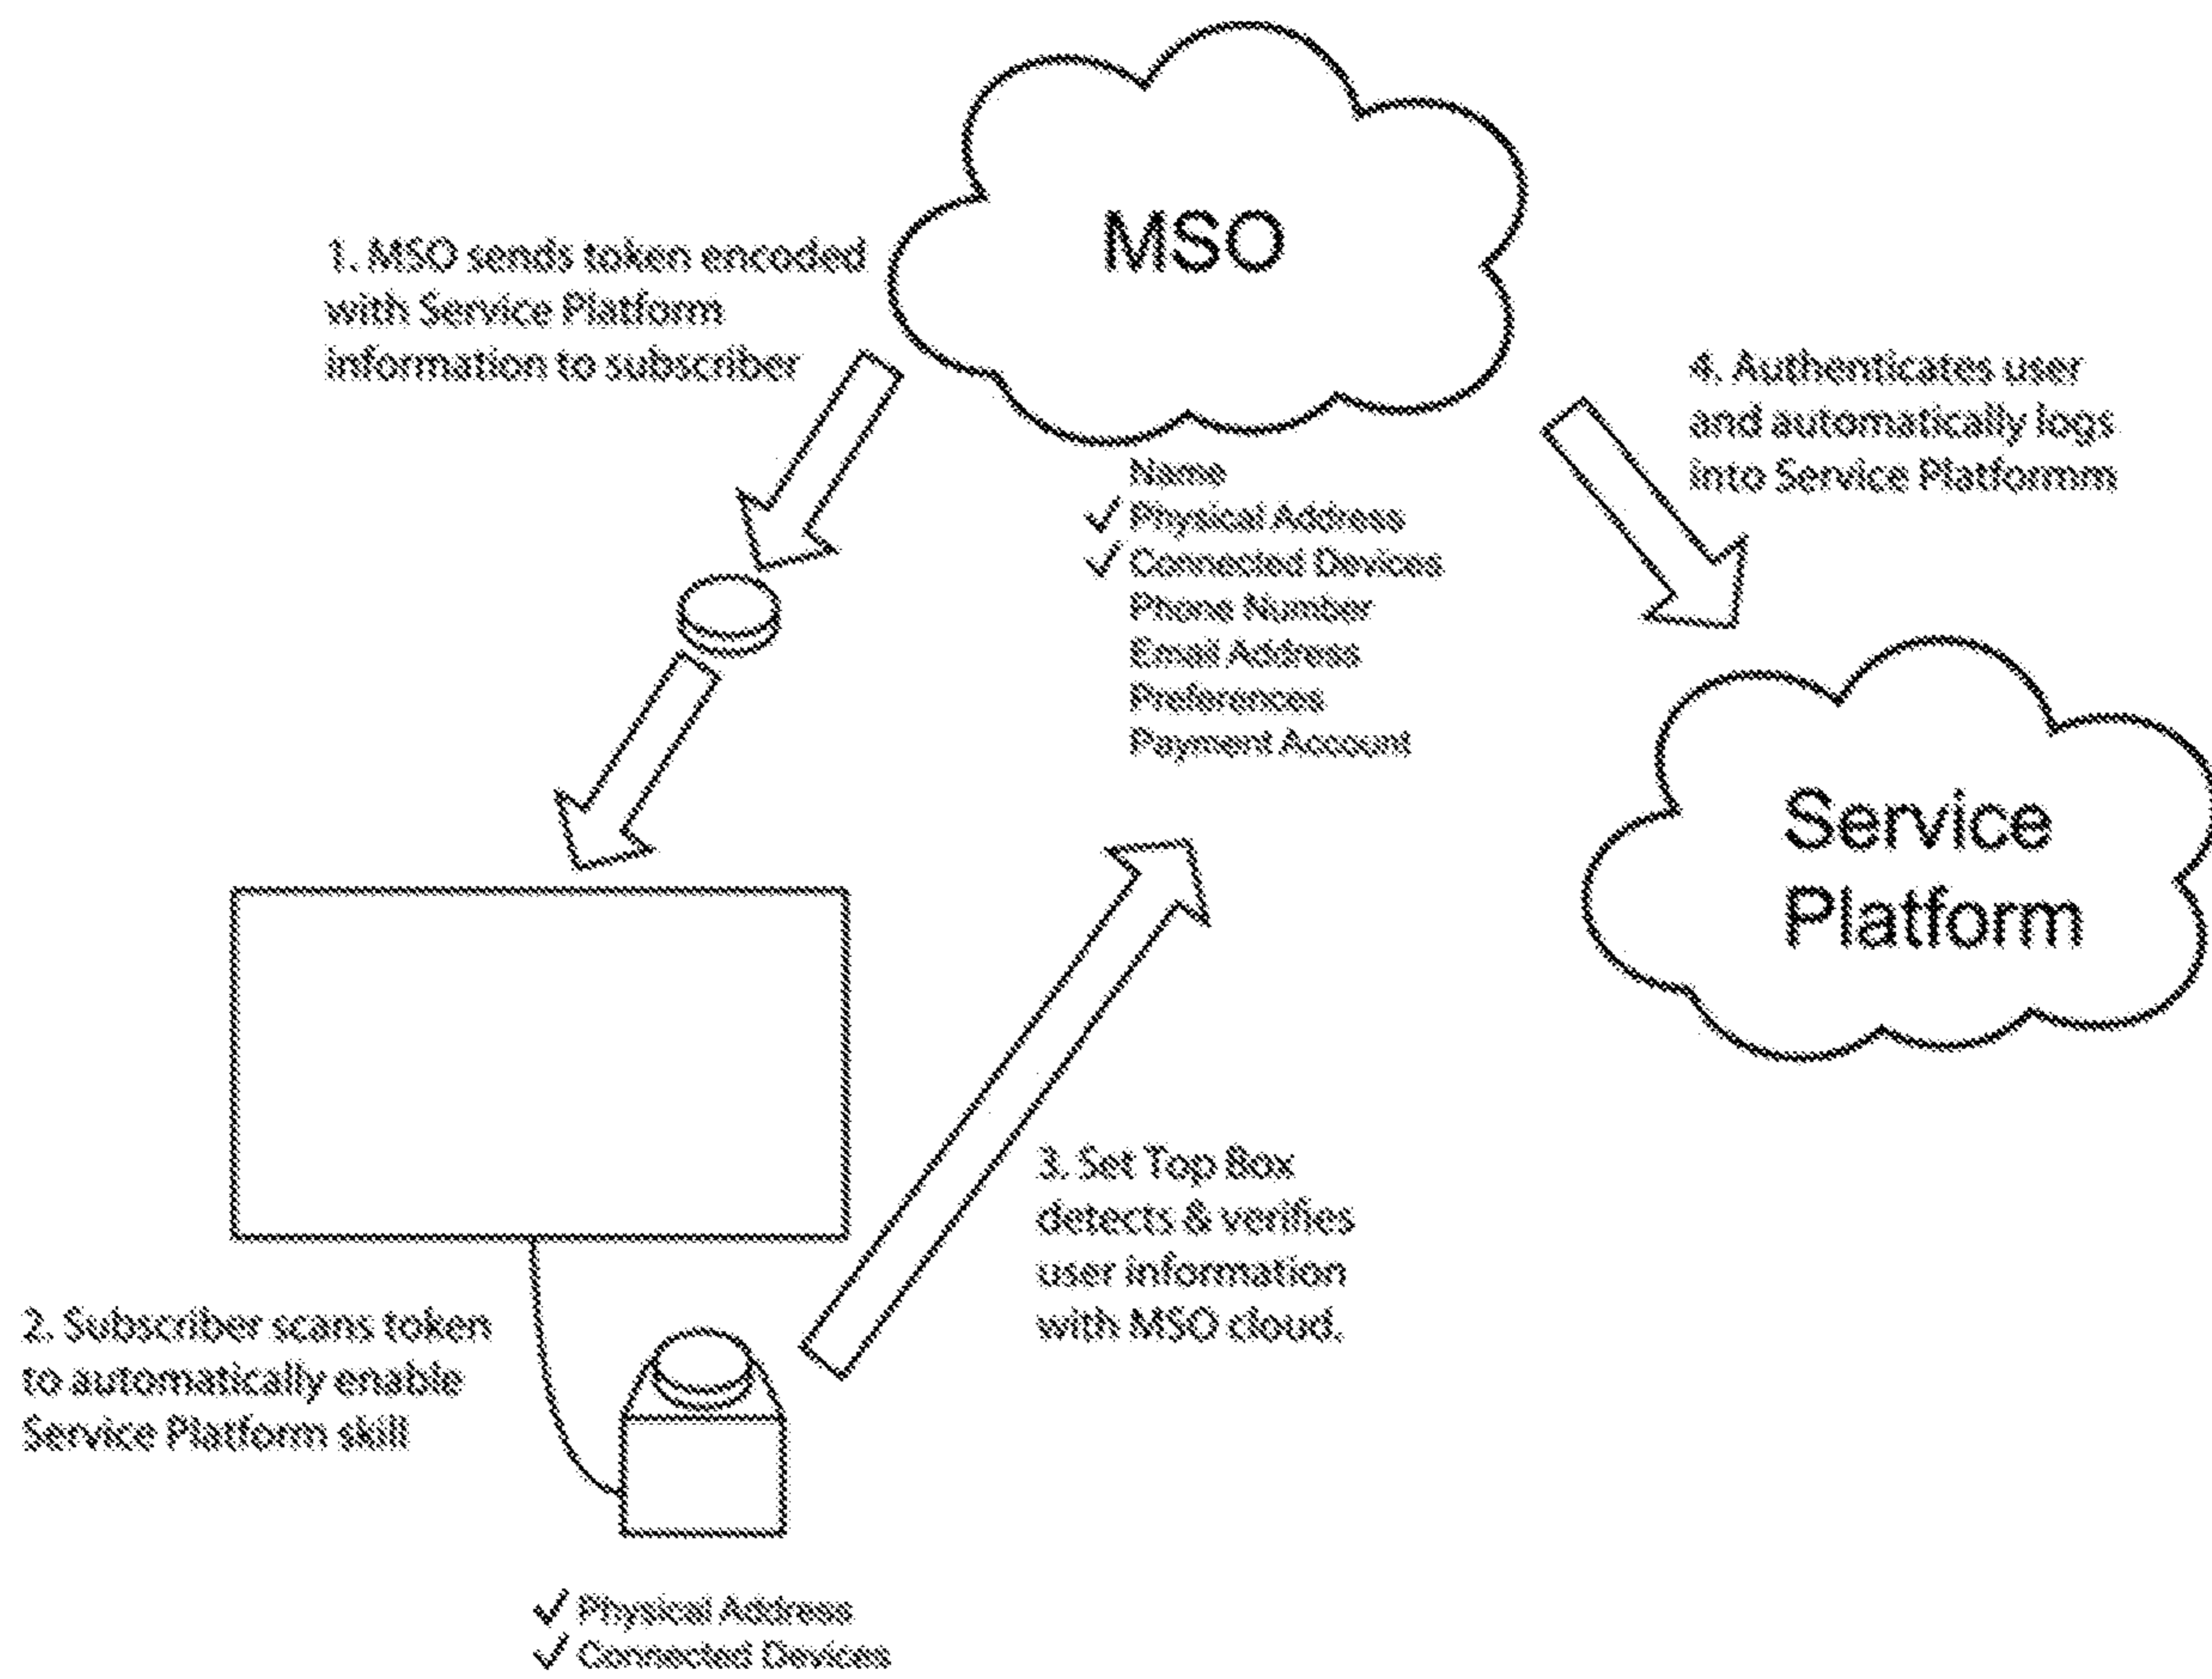 MSO
1. MSO sends token encoded
with Service Platform
information to subscriber
4. Authenticates user
and automatically logs
into Service Platformm
Name
✓ Physical Address
✓ Connected Devices
Phone Number
Email Address
Preferences
Payment Account
Service
Platform
3. Set Top Box
detects & verifies
user information
with MSO cloud.
2. Subscriber scans token
to automatically enable
Service Platform skill
✓ Physical Address
✓ Connected Devices